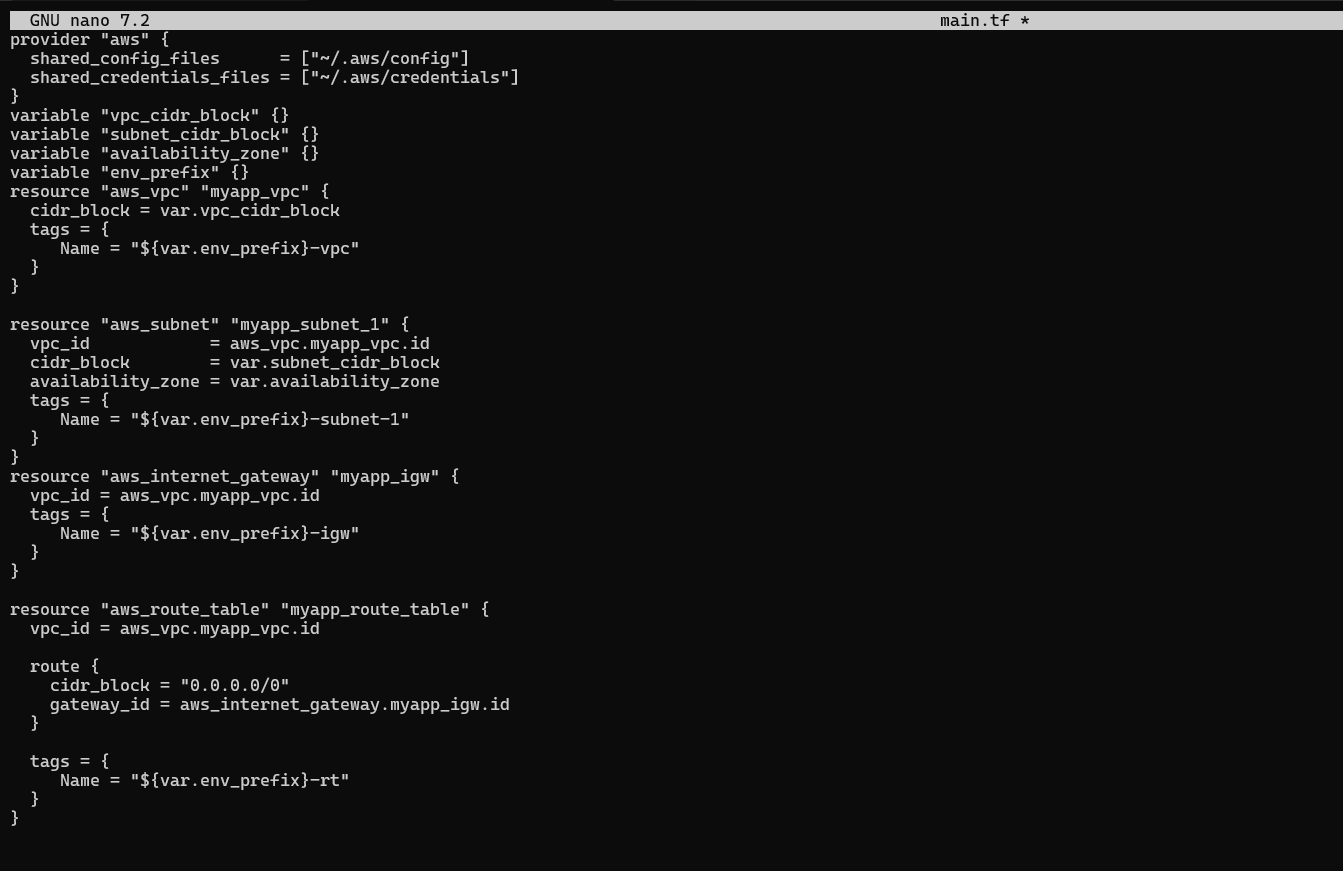 GNU nano 7.2 main.tf *
provider "aws" {
  shared_config_files      = ["~/.aws/config"]
  shared_credentials_files = ["~/.aws/credentials"]
}
variable "vpc_cidr_block" {}
variable "subnet_cidr_block" {}
variable "availability_zone" {}
variable "env_prefix" {}
resource "aws_vpc" "myapp_vpc" {
  cidr_block = var.vpc_cidr_block
  tags = {
     Name = "${var.env_prefix}-vpc"
  }
}

resource "aws_subnet" "myapp_subnet_1" {
  vpc_id            = aws_vpc.myapp_vpc.id
  cidr_block        = var.subnet_cidr_block
  availability_zone = var.availability_zone
  tags = {
     Name = "${var.env_prefix}-subnet-1"
  }
}
resource "aws_internet_gateway" "myapp_igw" {
  vpc_id = aws_vpc.myapp_vpc.id
  tags = {
     Name = "${var.env_prefix}-igw"
  }
}

resource "aws_route_table" "myapp_route_table" {
  vpc_id = aws_vpc.myapp_vpc.id

  route {
    cidr_block = "0.0.0.0/0"
    gateway_id = aws_internet_gateway.myapp_igw.id
  }

  tags = {
     Name = "${var.env_prefix}-rt"
  }
}